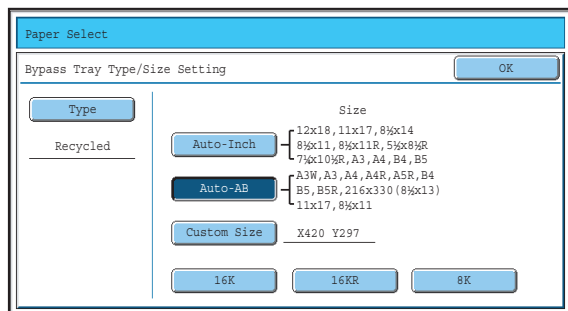 Paper Select
Bypass Tray Type/Size Setting
OK
Type
Recycled
Size
Auto-Inch
12x18,11x17,8½x14
8½x11,8½x11R,5½x8½R
7¼x10½R,A3,A4,B4,B5
Auto-AB
A3W,A3,A4,A4R,A5R,B4
B5,B5R,216x330(8½x13)
11x17,8½x11
Custom Size
X420 Y297
16K
16KR
8K